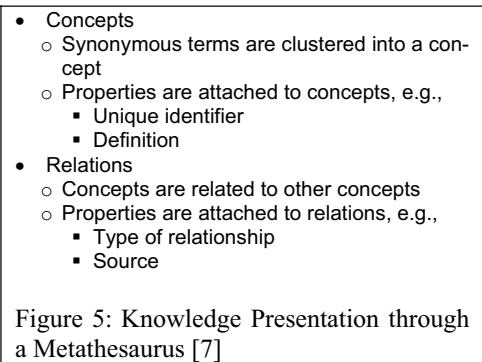 • Concepts
o Synonymous terms are clustered into a con-
cept
o Properties are attached to concepts, e.g.,
▪ Unique identifier
▪ Definition
• Relations
o Concepts are related to other concepts
o Properties are attached to relations, e.g.,
▪ Type of relationship
▪ Source
Figure 5: Knowledge Presentation through
a Metathesaurus [7]